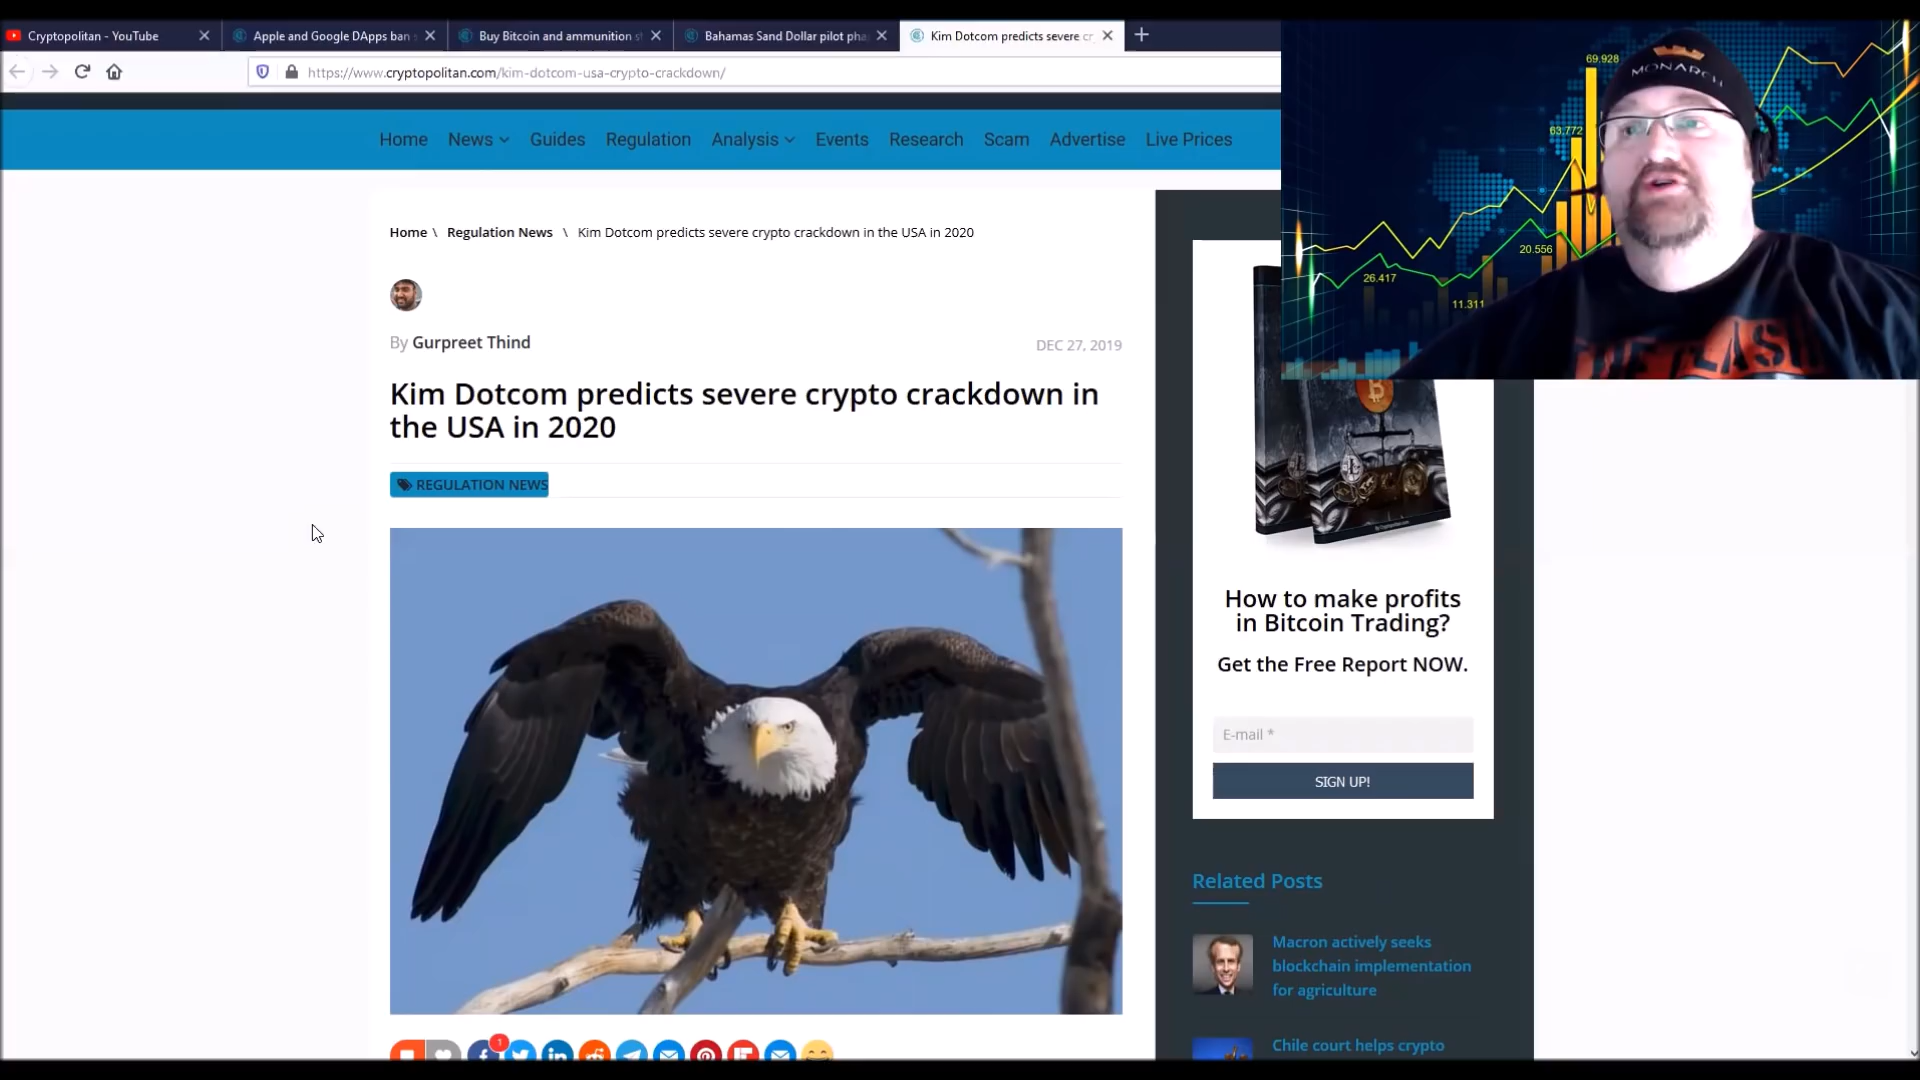 Cryptopolitan - YouTube
Apple and Google DApps ban
Buy Bitcoin and ammunition
Bahamas Sand Dollar pilot pha
Kim Dotcom predicts severe cr
https://www.cryptopolitan.com/kim-dotcom-usa-crypto-crackdown/
Home News Guides Regulation Analysis Events Research Scam Advertise Live Prices
Home \ Regulation News \ Kim Dotcom predicts severe crypto crackdown in the USA in 2020
By Gurpreet Thind
DEC 27, 2019
Kim Dotcom predicts severe crypto crackdown in
the USA in 2020
REGULATION NEWS
1
MONARCH
69.928
63.772
20.556
26.417
11.311
THE FLASH
How to make profits
in Bitcoin Trading?
Get the Free Report NOW.
E-mail *
SIGN UP!
Related Posts
Macron actively seeks
blockchain implementation
for agriculture
Chile court helps crypto